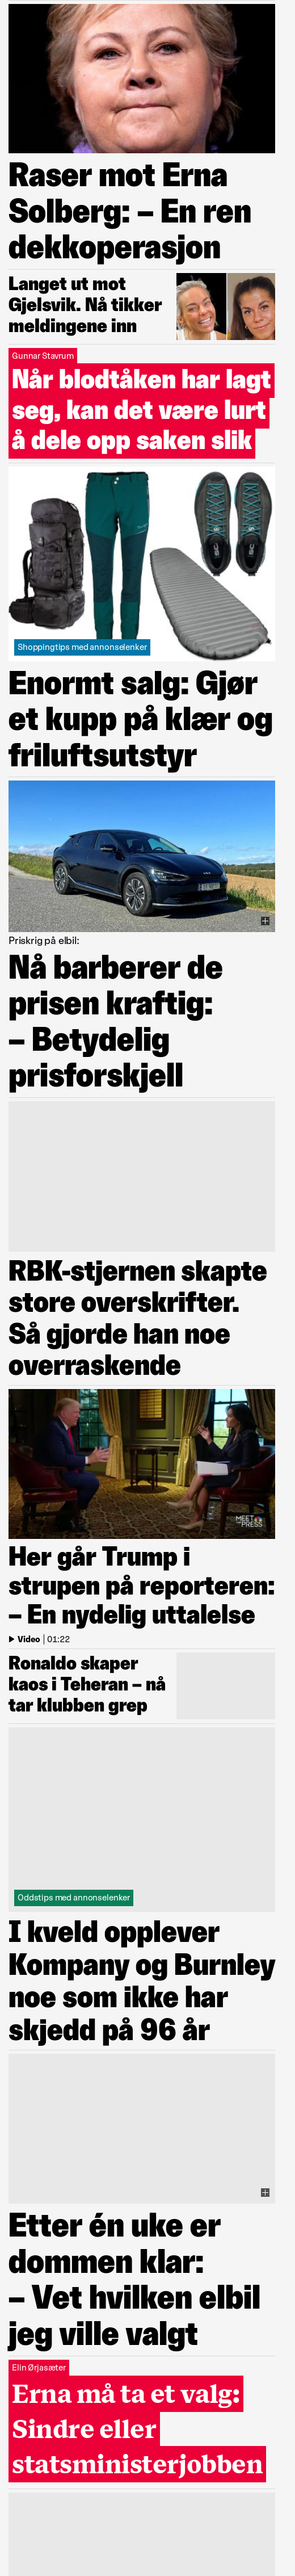 Raser mot Erna
Solberg: – En ren
dekkoperasjon
Langet ut mot
Gjelsvik. Nå tikker
meldingene inn
Gunnar Stavrum
Når blodtåken har lagt
seg, kan det være lurt
å dele opp saken slik
Shoppingtips med annonselenker
Enormt salg: Gjør
et kupp på klær og
friluftsutstyr
Priskrig på elbil:
Nå barberer de
prisen kraftig:
– Betydelig
prisforskjell
RBK-stjernen skapte
store overskrifter.
Så gjorde han noe
overraskende
MEET
PRESS
Her går Trump i
strupen på reporteren:
– En nydelig uttalelse
Video | 01:22
Ronaldo skaper
kaos i Teheran – nå
tar klubben grep
Oddstips med annonselenker
I kveld opplever
Kompany og Burnley
noe som ikke har
skjedd på 96 år
Etter én uke er
dommen klar:
– Vet hvilken elbil
jeg ville valgt
Elin Ørjasæter
Erna må ta et valg:
Sindre eller
statsministerjobben